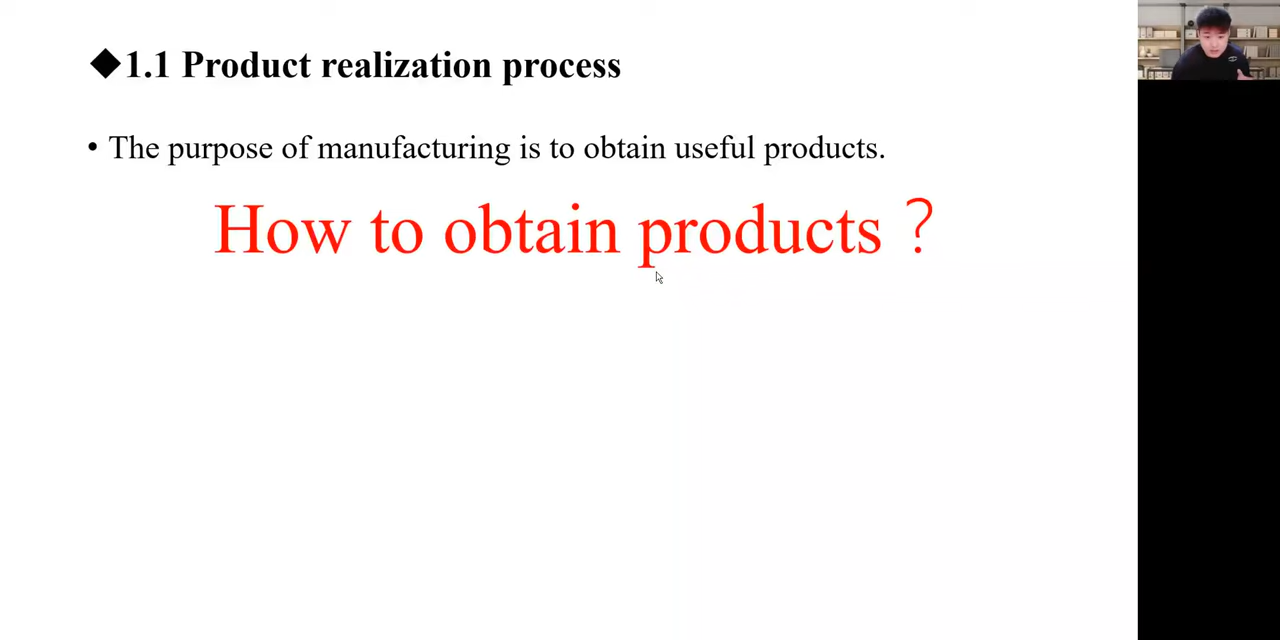 ◆1.1 Product realization process
• The purpose of manufacturing is to obtain useful products.
How to obtain products？